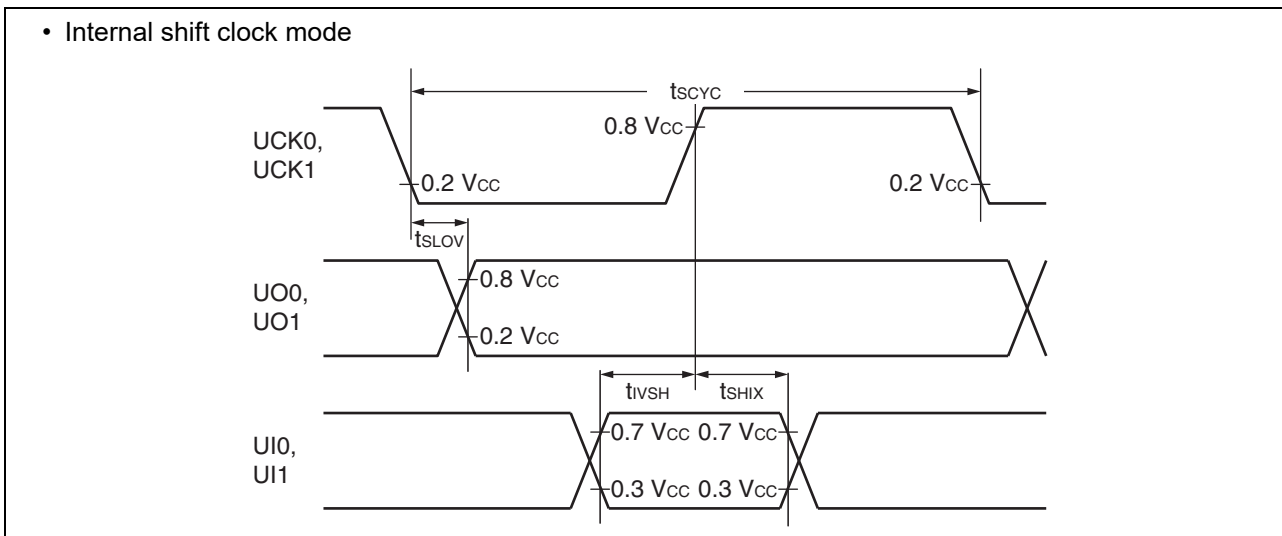 • Internal shift clock mode
tSCYC
UCK0,
UCK1
0.8 VCC
0.2 VCC
0.2 VCC
tSLOV
UO0,
UO1
0.8 VCC
0.2 VCC
tIVSH
tSHIX
UI0,
UI1
0.7 VCC 0.7 VCC
0.3 VCC 0.3 VCC